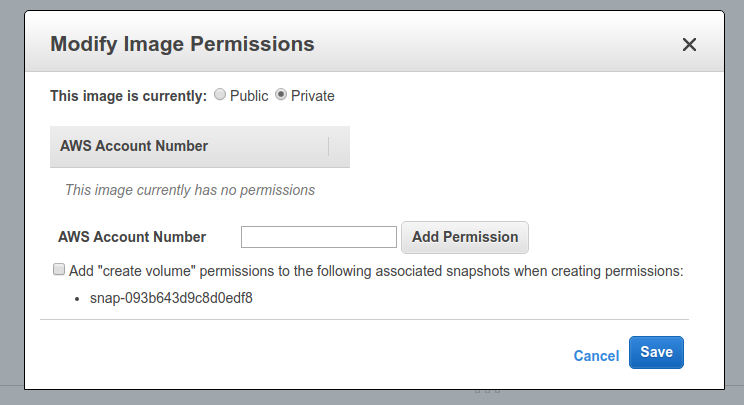 Modify Image Permissions
This image is currently: Public Private
AWS Account Number
This image currently has no permissions
AWS Account Number Add Permission
Add "create volume" permissions to the following associated snapshots when creating permissions:
• snap-093b643d9c8d0edf8
Cancel Save